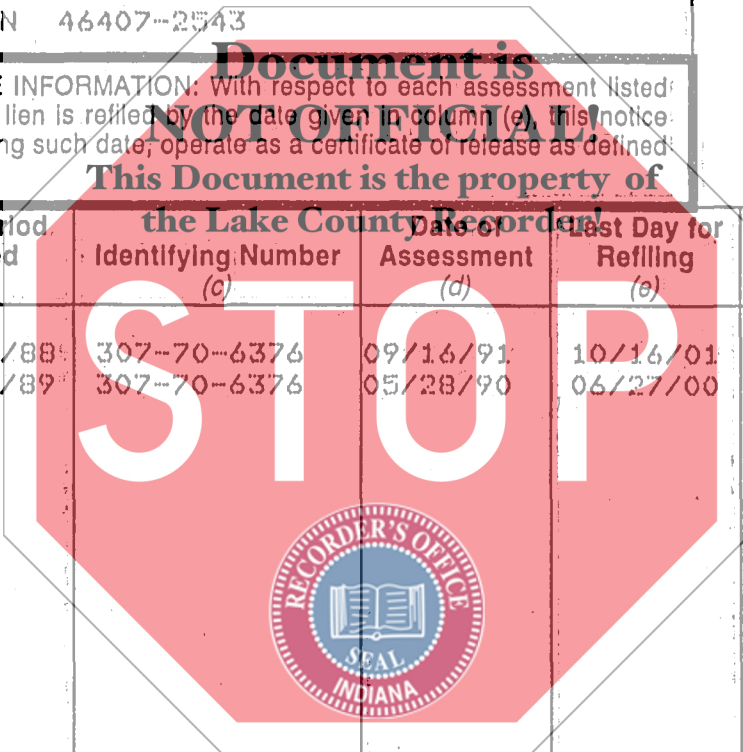 N 46407-2543
Document is
INFORMATION: With respect to each assessment listed
NOT OFFICIAL!
lien is refiled by the date given in column (e), this notice
ng such date, operate as a certificate of release as defined
This Document is the property of
the Lake County Recorder!
riod
d
Identifying Number
(c)
Date of
Assessment
(d)
Last Day for
Refiling
(e)
/88 307-70-6376 09/16/91 10/16/01
/89 307-70-6376 05/28/90 06/27/00
STOP
RECORDER'S OFFICE
SEAL
INDIANA